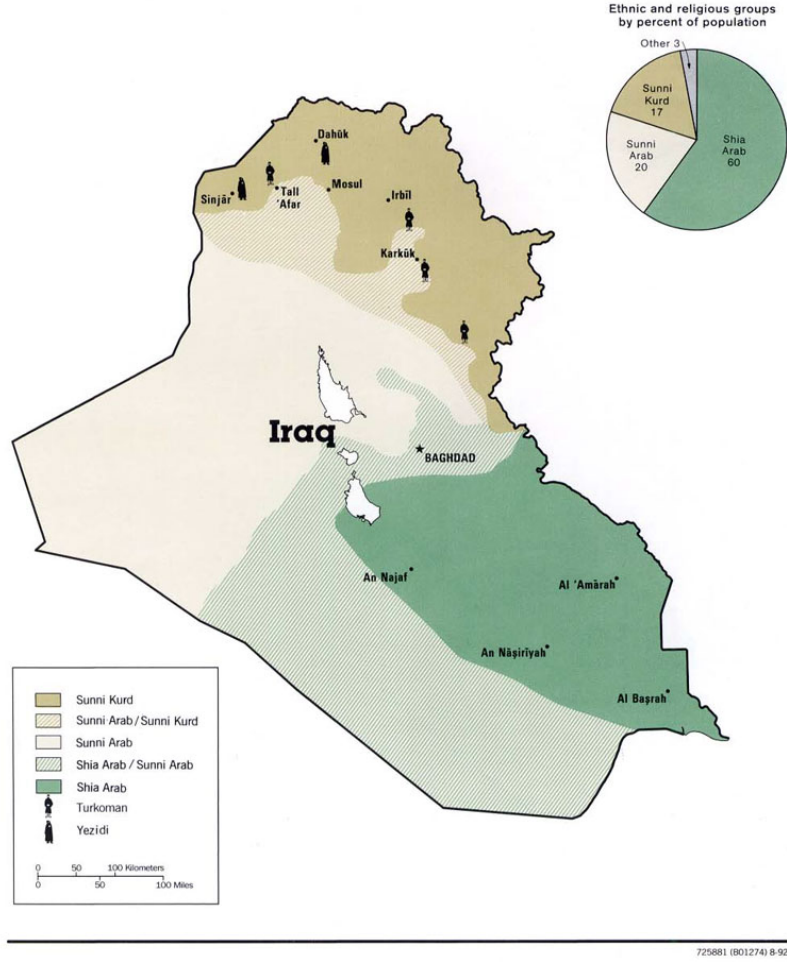 Ethnic and religious groups
by percent of population
Other 3
Sunni
Kurd
17
Sunni
Arab
20
Shia
Arab
60
Dahūk
Sinjār
Tall
'Afar
Mosul
Irbīl
Karkūk
Iraq
BAGHDAD
An Najaf
Al 'Amārah
An Nāşirīyah
Al Başrah
Sunni Kurd
Sunni Arab/Sunni Kurd
Sunni Arab
Shia Arab/Sunni Arab
Shia Arab
Turkoman
Yezidi
0 50 100 Kilometers
0 50 100 Miles
725881 (B01274) 8-92